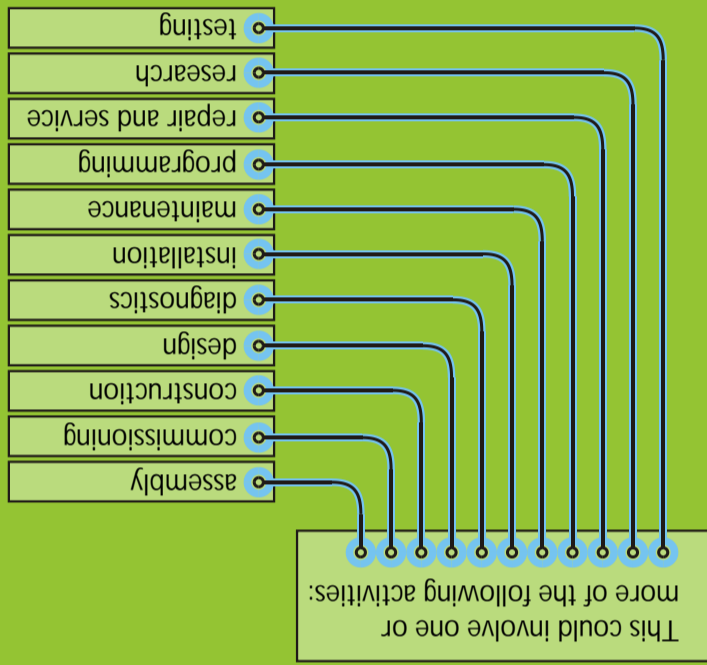 This could involve one or
more of the following activities:
assembly
commissioning
construction
design
diagnostics
installation
maintenance
programming
repair and service
research
testing